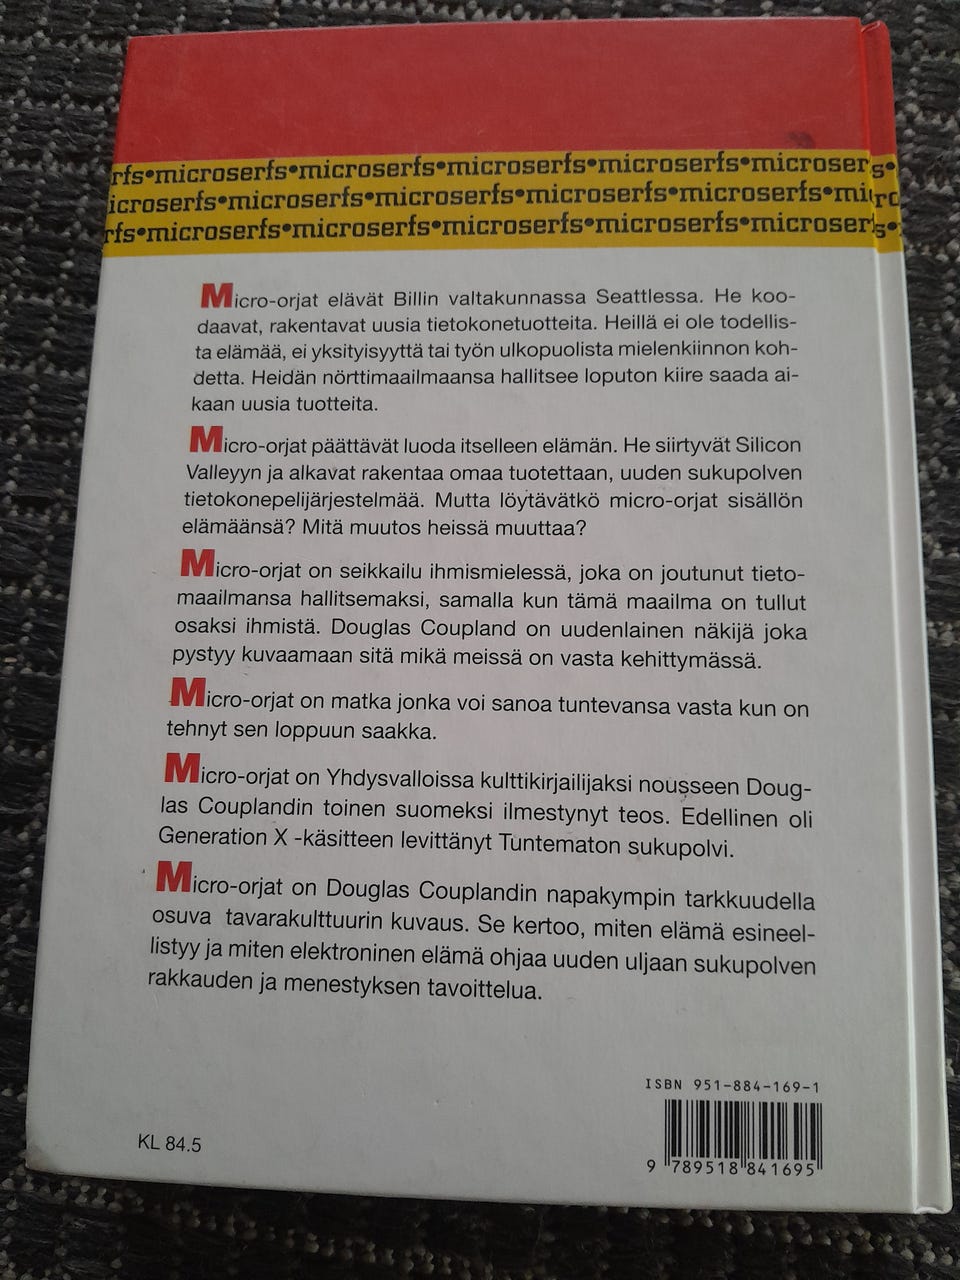 rfs•microserfs•microserfs•microserfs•microserfs•microserfs•
icroserfs•microserfs•microserfs•microserfs•microserfs•micro
rfs•microserfs•microserfs•microserfs•microserfs•microserfs•
Micro-orjat elävät Billin valtakunnassa Seattlessa. He koo-
daavat, rakentavat uusia tietokonetuotteita. Heillä ei ole todellis-
ta elämää, ei yksityisyyttä tai työn ulkopuolista mielenkiinnon koh-
detta. Heidän nörttimaailmaansa hallitsee loputon kiire saada ai-
kaan uusia tuotteita.
Micro-orjat päättävät luoda itselleen elämän. He siirtyvät Silicon
Valleyyn ja alkavat rakentaa omaa tuotettaan, uuden sukupolven
tietokonepelijärjestelmää. Mutta löytävätkö micro-orjat sisällön
elämäänsä? Mitä muutos heissä muuttaa?
Micro-orjat on seikkailu ihmismielessä, joka on joutunut tieto-
maailmansa hallitsemaksi, samalla kun tämä maailma on tullut
osaksi ihmistä. Douglas Coupland on uudenlainen näkijä joka
pystyy kuvaamaan sitä mikä meissä on vasta kehittymässä.
Micro-orjat on matka jonka voi sanoa tuntevansa vasta kun on
tehnyt sen loppuun saakka.
Micro-orjat on Yhdysvalloissa kulttikirjailijaksi nousseen Doug-
las Couplandin toinen suomeksi ilmestynyt teos. Edellinen oli
Generation X -käsitteen levittänyt Tuntematon sukupolvi.
Micro-orjat on Douglas Couplandin napakympin tarkkuudella
osuva tavarakulttuurin kuvaus. Se kertoo, miten elämä esineel-
listyy ja miten elektroninen elämä ohjaa uuden uljaan sukupolven
rakkauden ja menestyksen tavoittelua.
ISBN 951-884-169-1
KL 84.5
9 789518 841695